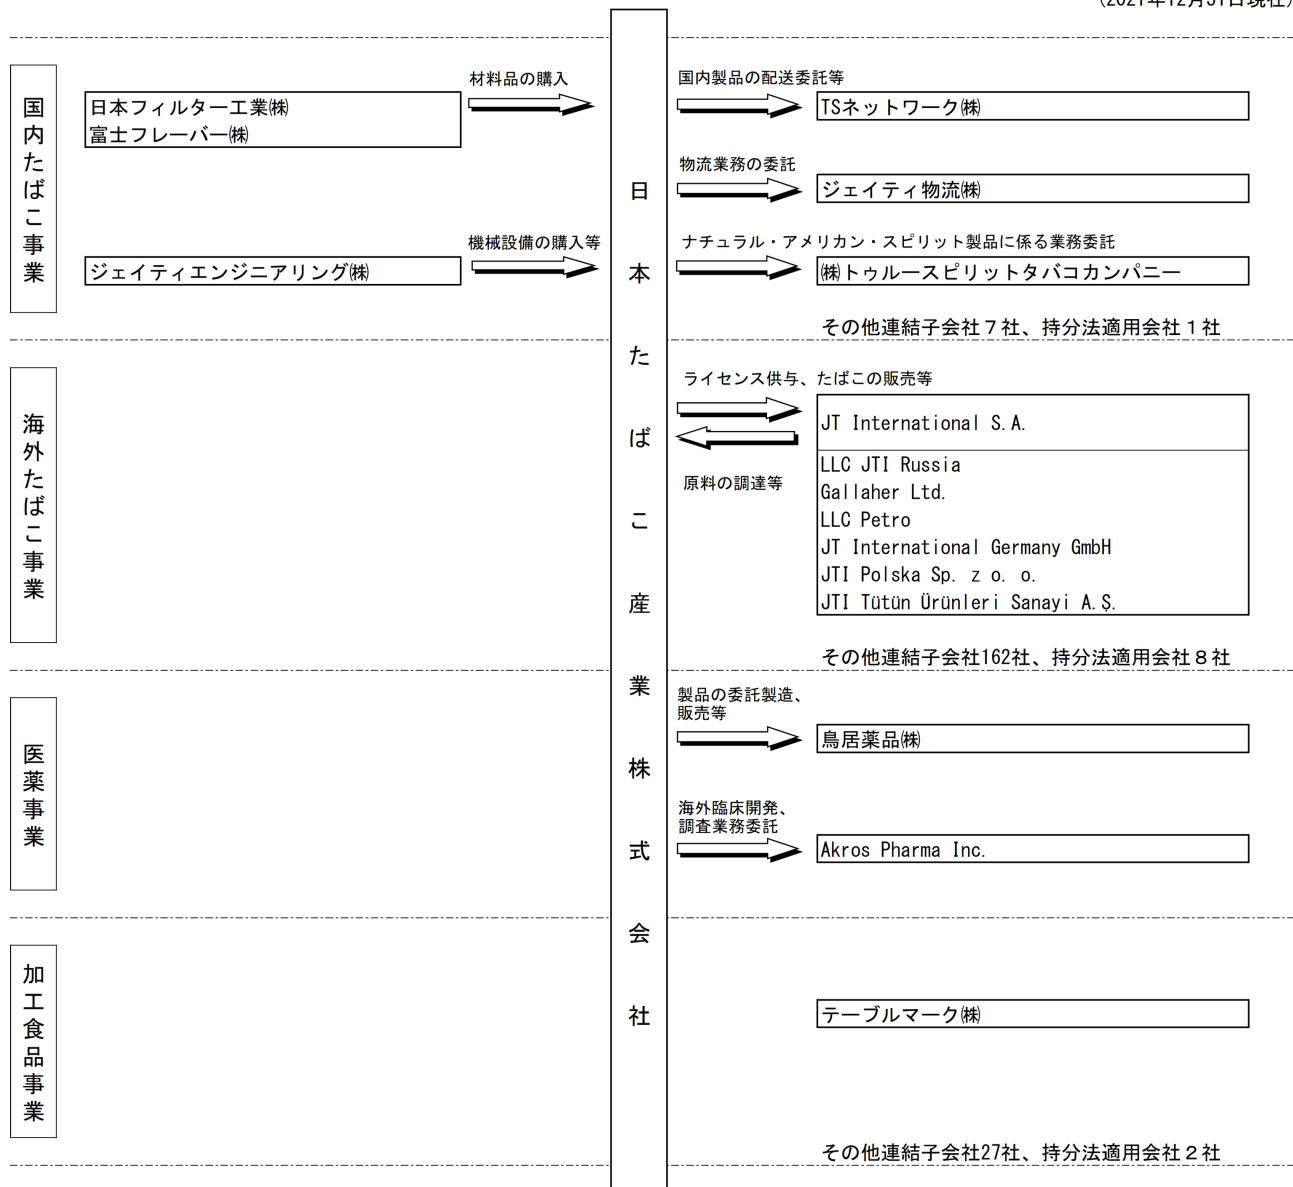 (2021年12月31日現在)
国内たばこ事業
材料品の購入
日本フィルター工業㈱
富士フレーバー㈱
機械設備の購入等
ジェイティエンジニアリング㈱
日本たばこ産業株式会社
国内製品の配送委託等
TSネットワーク㈱
物流業務の委託
ジェイティ物流㈱
ナチュラル・アメリカン・スピリット製品に係る業務委託
㈱トゥルースピリットタバコカンパニー
その他連結子会社7社、持分法適用会社1社
海外たばこ事業
ライセンス供与、たばこの販売等
原料の調達等
JT International S.A.
LLC JTI Russia
Gallaher Ltd.
LLC Petro
JT International Germany GmbH
JTI Polska Sp. z o. o.
JTI Tütün Ürünleri Sanayi A.Ş.
その他連結子会社162社、持分法適用会社8社
医薬事業
製品の委託製造、
販売等
鳥居薬品㈱
海外臨床開発、
調査業務委託
Akros Pharma Inc.
加工食品事業
テーブルマーク㈱
その他連結子会社27社、持分法適用会社2社